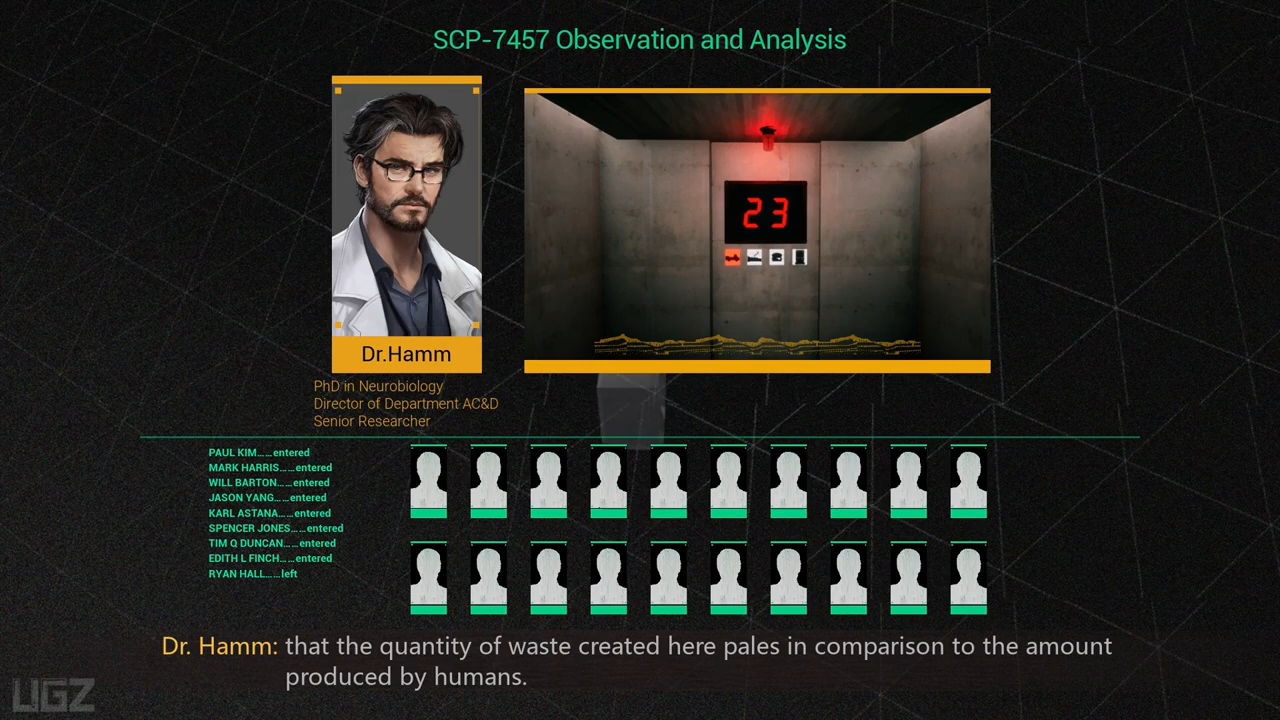 SCP-7457 Observation and Analysis
23
Dr.Hamm
PhD in Neurobiology
Director of Department AC&D
Senior Researcher
PAUL KIM……entered
MARK HARRIS……entered
WILL BARTON……entered
JASON YANG……entered
KARL ASTANA……entered
SPENCER JONES……entered
TIM Q DUNCAN……entered
EDITH L FINCH……entered
RYAN HALL……left
Dr. Hamm: that the quantity of waste created here pales in comparison to the amount
produced by humans.
UGZ